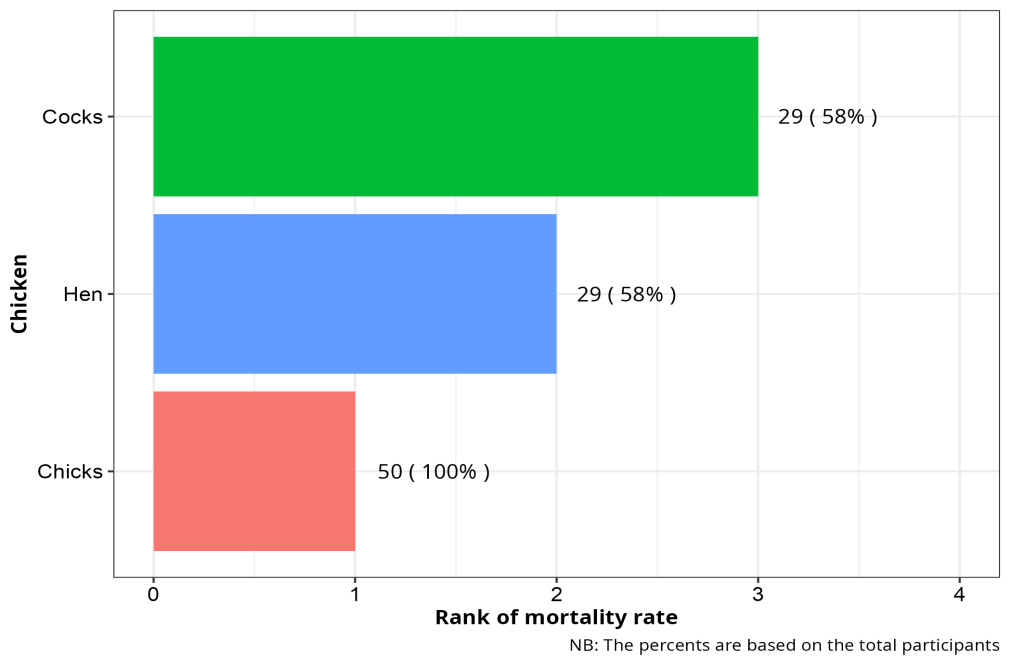 Chicken
Cocks
29 ( 58% )
Hen
29 ( 58% )
Chicks
50 ( 100% )
0 1 2 3 4
Rank of mortality rate
NB: The percents are based on the total participants